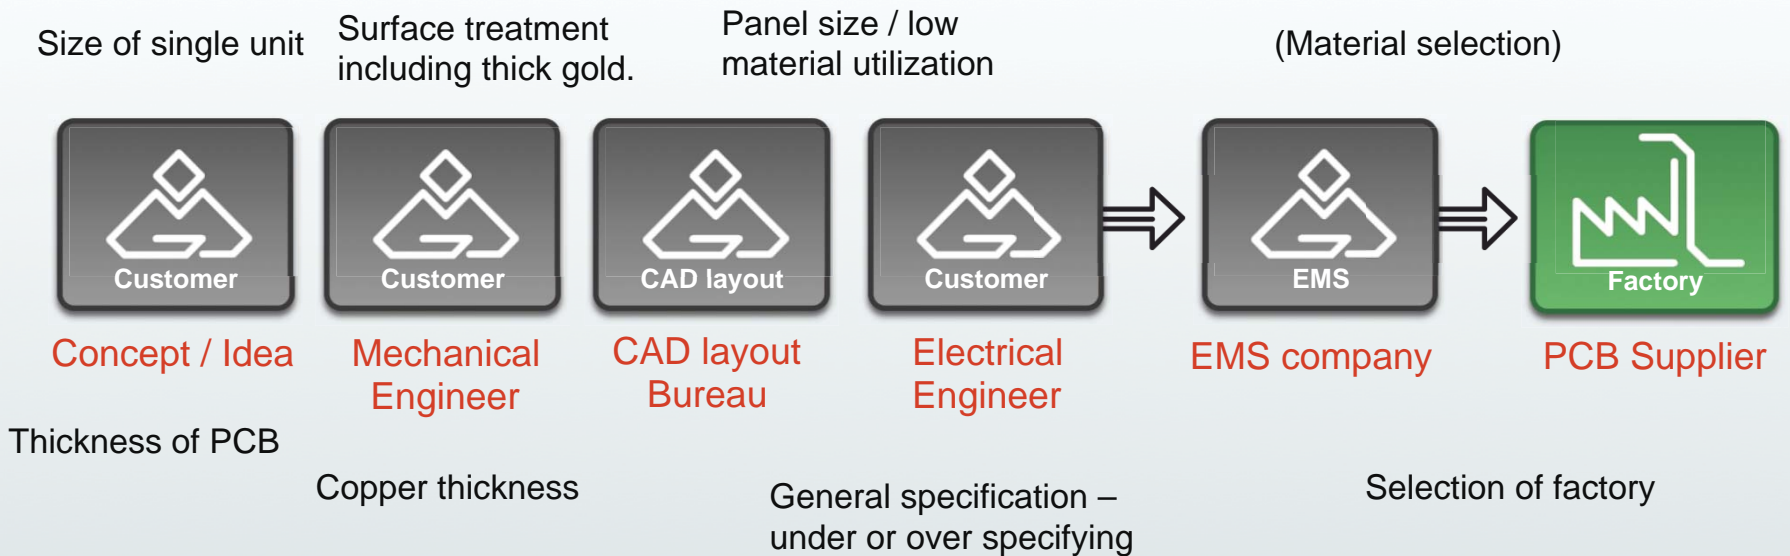 Size of single unit
Surface treatment
including thick gold.
Panel size / low
material utilization
(Material selection)
Customer
Customer
CAD layout
Customer
EMS
Factory
Concept / Idea
Mechanical
Engineer
CAD layout
Bureau
Electrical
Engineer
EMS company
PCB Supplier
Thickness of PCB
Copper thickness
General specification –
under or over specifying
Selection of factory